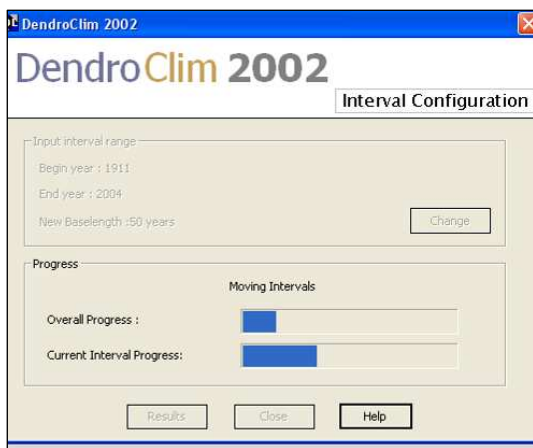 DendroClim 2002
DendroClim 2002
Interval Configuration
Input interval range
Begin year : 1911
End year : 2004
New Baselength :50 years
Change
Progress
Moving Intervals
Overall Progress :
Current Interval Progress:
Results
Close
Help